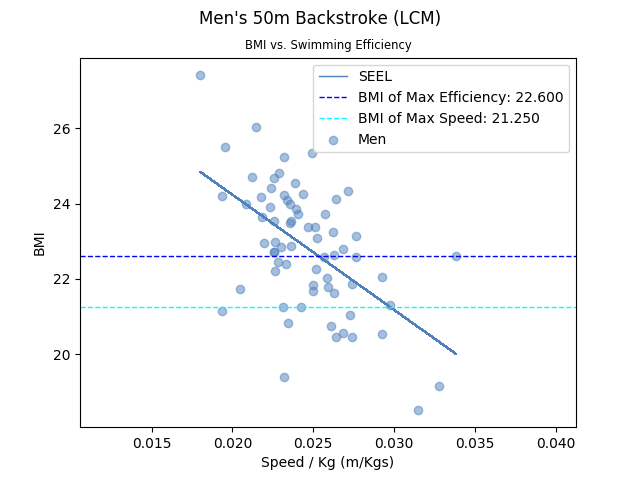 Men's 50m Backstroke (LCM)
BMI vs. Swimming Efficiency
SEEL
BMI of Max Efficiency: 22.600
BMI of Max Speed: 21.250
Men
26
24
22
20
BMI
0.015 0.020 0.025 0.030 0.035 0.040
Speed / Kg (m/Kgs)